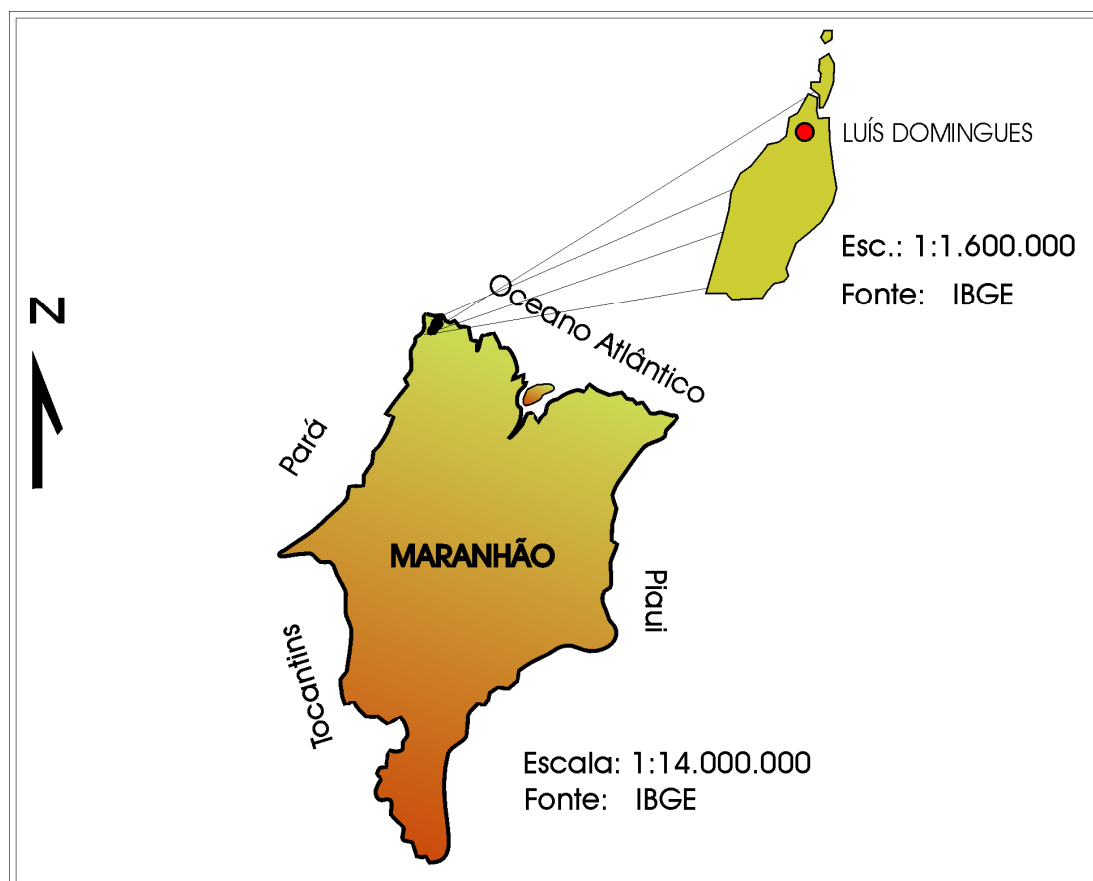 LUÍS DOMINGUES
Esc.: 1:1.600.000
Fonte: IBGE
N
Oceano Atlântico
Pará
MARANHÃO
Piaui
Tocantins
Escala: 1:14.000.000
Fonte: IBGE